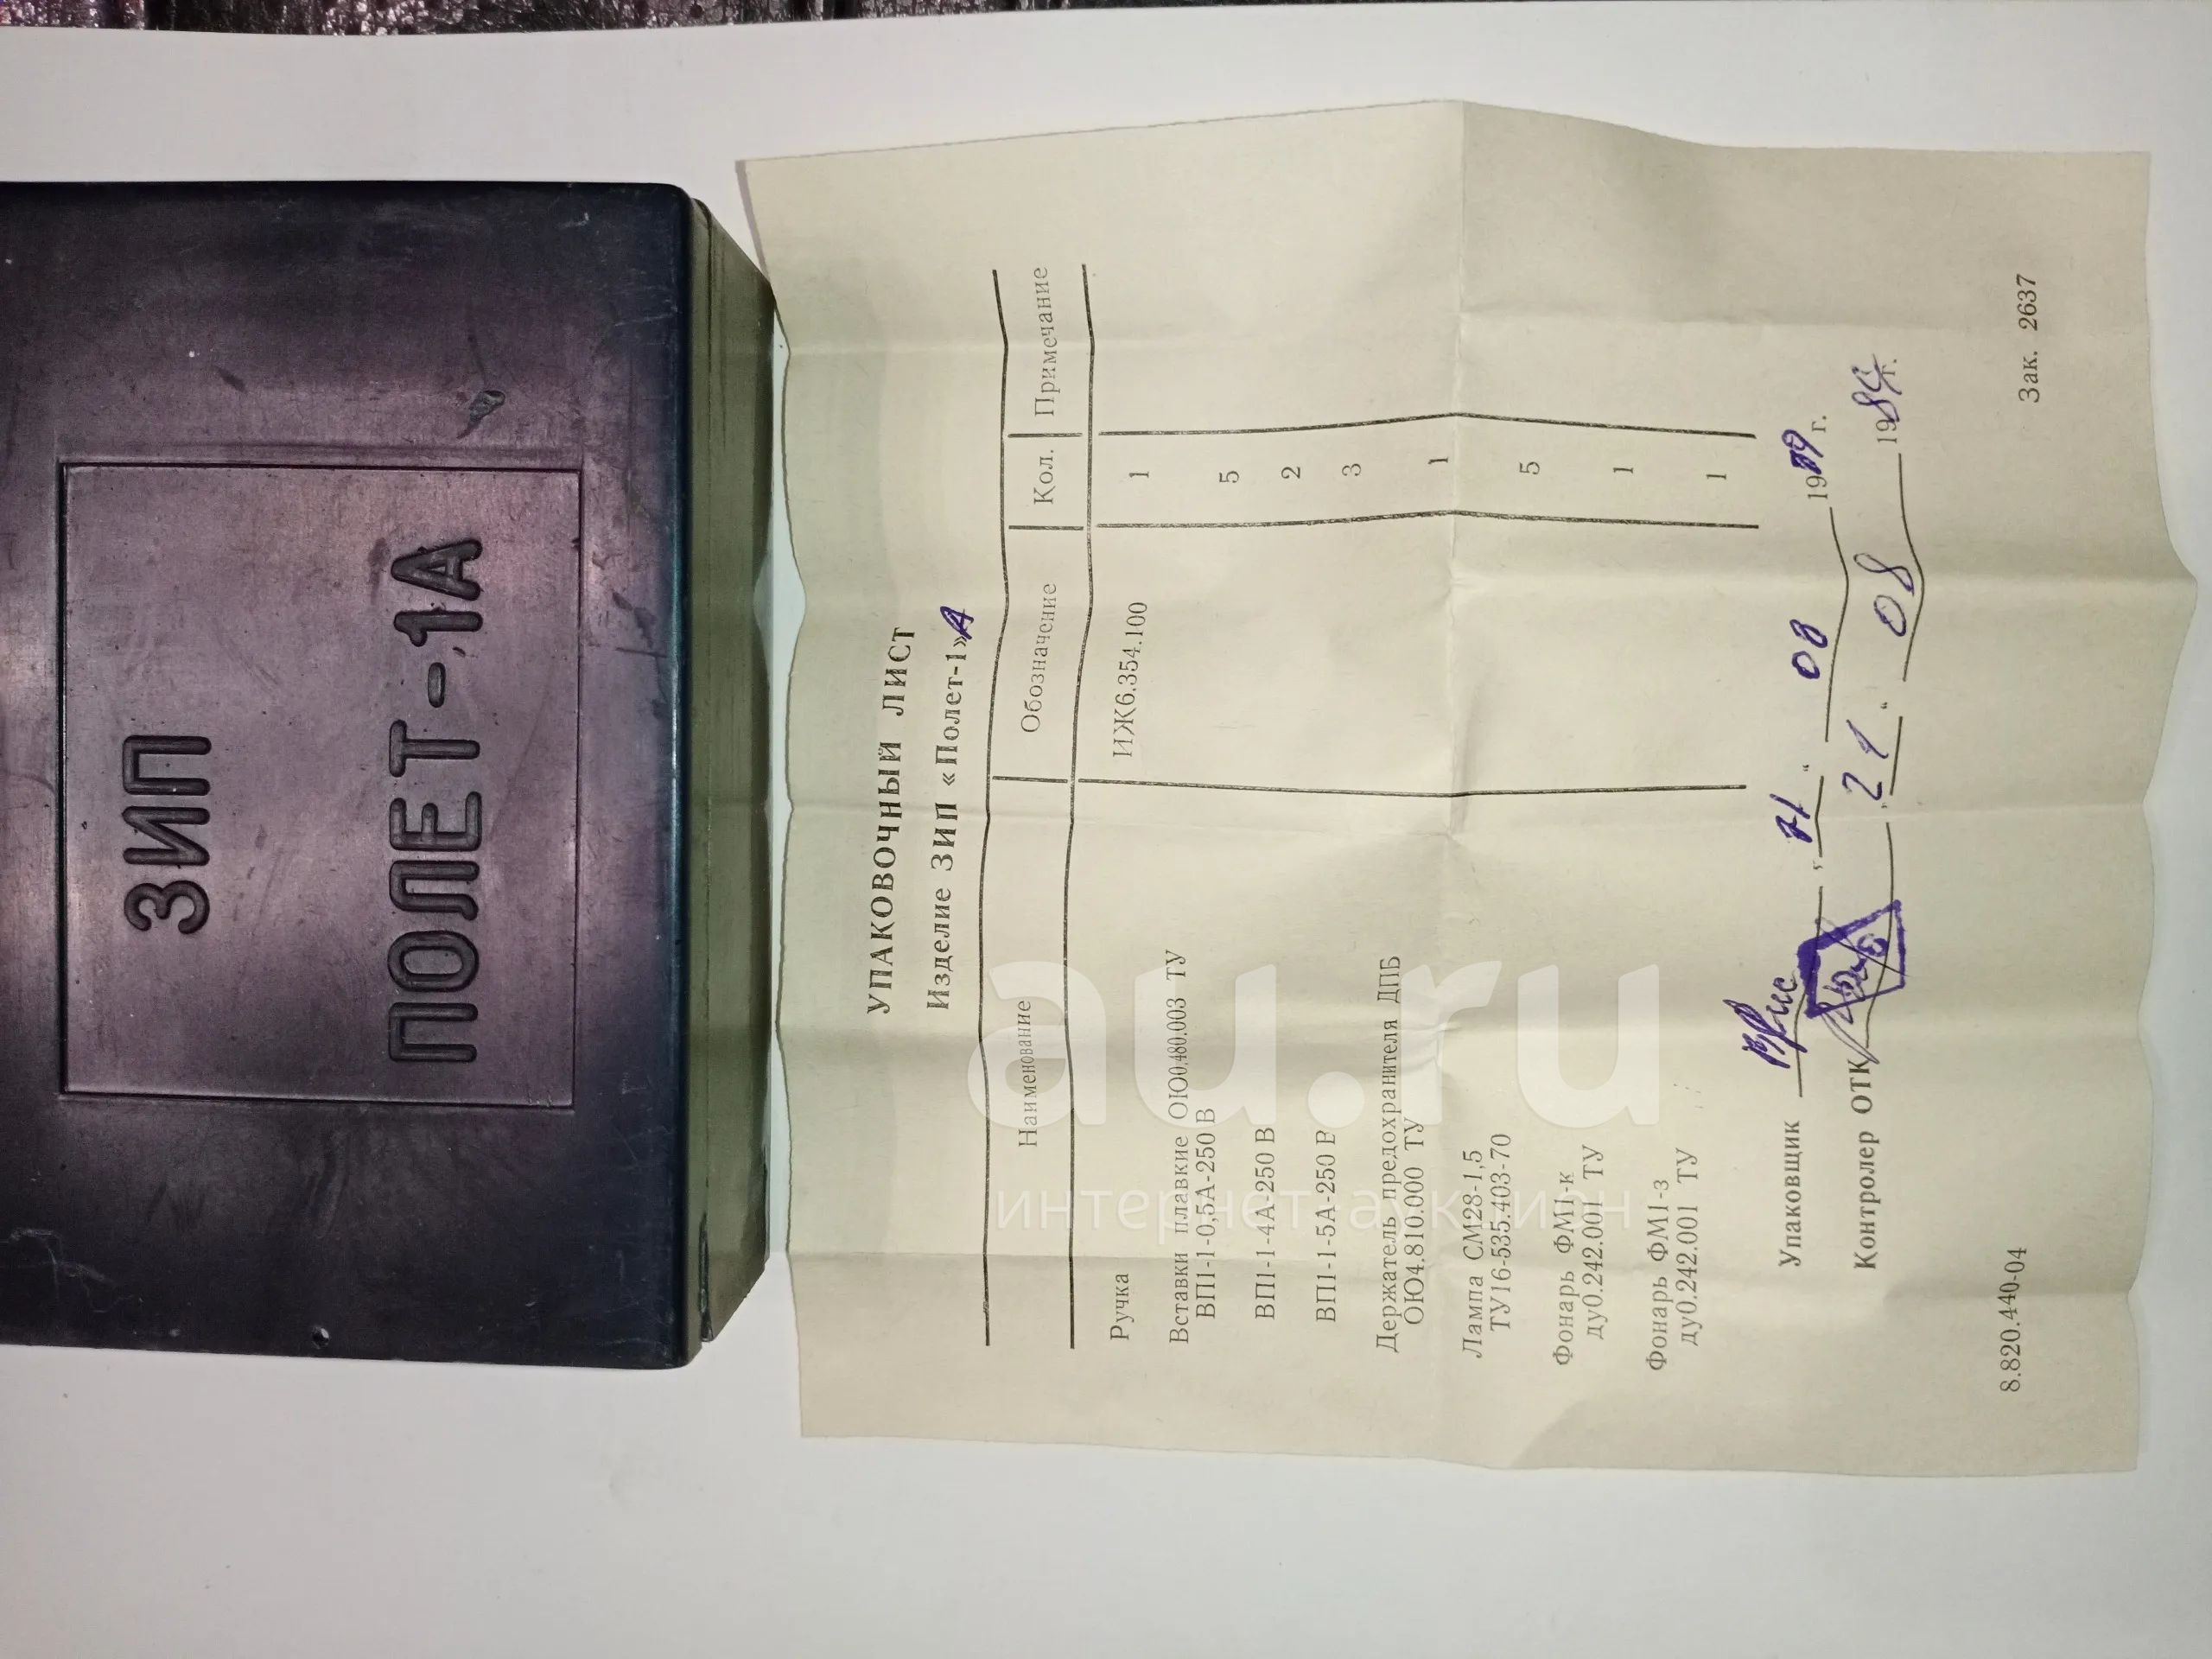 ЗИП
ПОЛЕТ-1А
УПАКОВОЧНЫЙ ЛИСТ
Изделие ЗИП «Полет-1» А
Наименование Обозначение Кол. Примечание
Ручка ИЖ6.354.100 1
Вставки плавкие ОЮ0.480.003 ТУ
ВП1-1-0,5А-250 В 5
ВП1-1-4А-250 В 2
ВП1-1-5А-250 В 3
Держатель предохранителя ДПБ
ОЮ4.810.000 ТУ 1
Лампа СМ28-1,5
ТУ16-535.403-70 5
Фонарь ФМ1-к
ду0.242.001 ТУ 1
Фонарь ФМ1-з
ду0.242.001 ТУ 1
Упаковщик 21 08 1989 г.
Контролер ОТК 21 08 1989 г.
8.820.440-04 Зак. 2637
au.ru
интернет-аукцион